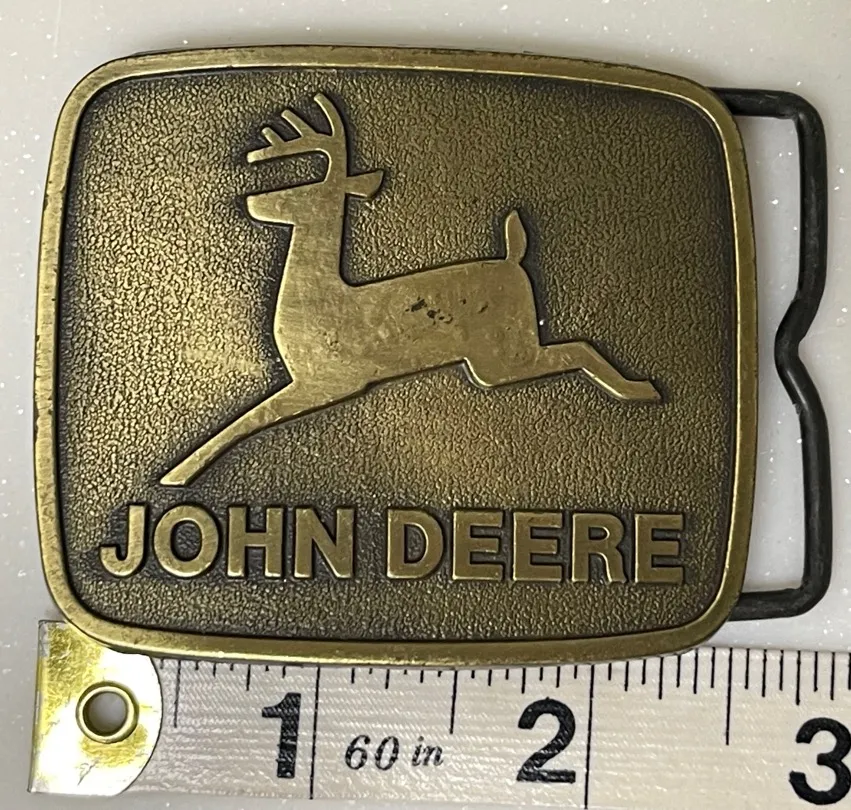 JOHN DEERE
1 60 in 2 3